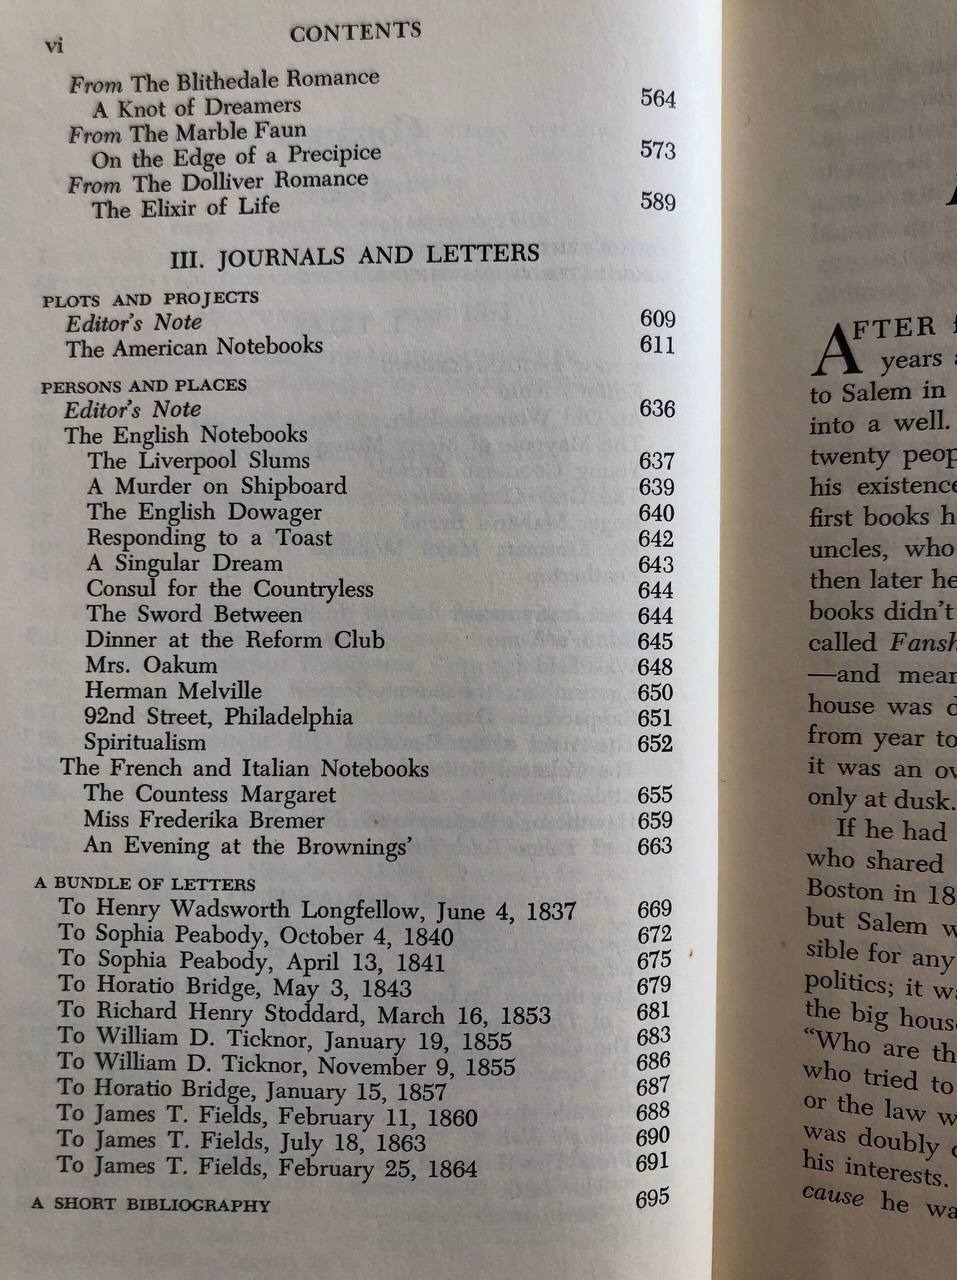 vi
CONTENTS
From The Blithedale Romance
A Knot of Dreamers 564
From The Marble Faun
On the Edge of a Precipice 573
From The Dolliver Romance
The Elixir of Life 589
III. JOURNALS AND LETTERS
PLOTS AND PROJECTS
Editor's Note 609
The American Notebooks 611
PERSONS AND PLACES
Editor's Note 636
The English Notebooks
The Liverpool Slums 637
A Murder on Shipboard 639
The English Dowager 640
Responding to a Toast 642
A Singular Dream 643
Consul for the Countryless 644
The Sword Between 644
Dinner at the Reform Club 645
Mrs. Oakum 648
Herman Melville 650
92nd Street, Philadelphia 651
Spiritualism 652
The French and Italian Notebooks
The Countess Margaret 655
Miss Frederika Bremer 659
An Evening at the Brownings' 663
A BUNDLE OF LETTERS
To Henry Wadsworth Longfellow, June 4, 1837 669
To Sophia Peabody, October 4, 1840 672
To Sophia Peabody, April 13, 1841 675
To Horatio Bridge, May 3, 1843 679
To Richard Henry Stoddard, March 16, 1853 681
To William D. Ticknor, January 19, 1855 683
To William D. Ticknor, November 9, 1855 686
To Horatio Bridge, January 15, 1857 687
To James T. Fields, February 11, 1860 688
To James T. Fields, July 18, 1863 690
To James T. Fields, February 25, 1864 691
A SHORT BIBLIOGRAPHY 695
AFTER
years
to Salem in
into a well.
twenty
his
first books
uncles, who
then later
books didn't
called
—and
house was
from year to
it was an
only at dusk.
If he had
who shared
Boston in
but Salem
sible for any
politics; it
the big
"Who are
who tried to
or the law
was doubly
his interests.
cause he